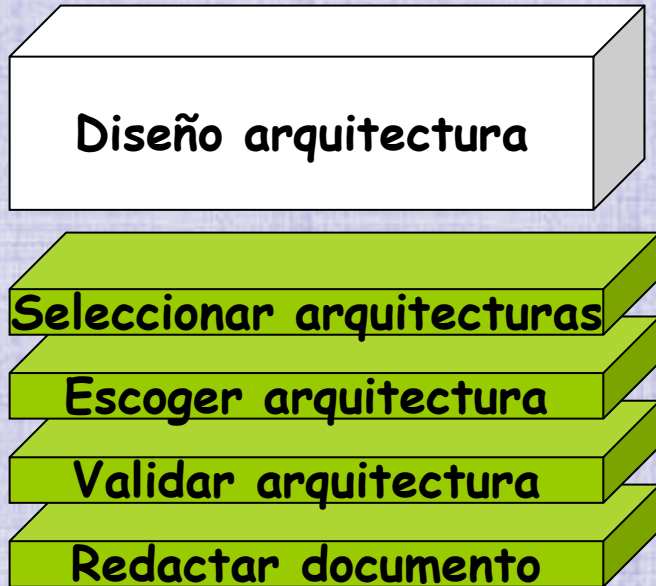 Diseño arquitectura
Seleccionar arquitecturas
Escoger arquitectura
Validar arquitectura
Redactar documento